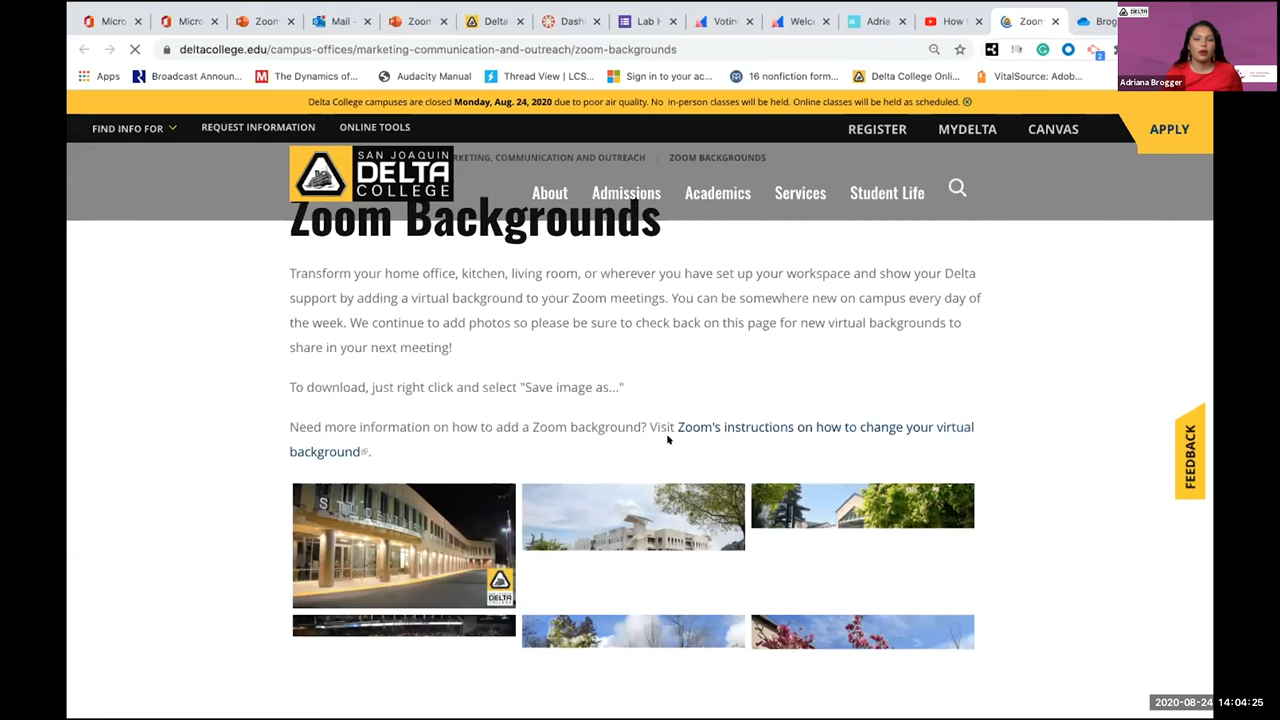 Micro
Micro
Zoom
Mail -
Zoom
Delta
Dash
Lab H
Votin
Welc
Adria
How
Zoom
Brog
deltacollege.edu/campus-offices/marketing-communication-and-outreach/zoom-backgrounds
Apps
Broadcast Announ...
The Dynamics of...
Audacity Manual
Thread View | LCS...
Sign in to your ac...
16 nonfiction form...
Delta College Onli...
VitalSource: Adob...
DELTA
Adriana Brogger
Delta College campuses are closed Monday, Aug. 24, 2020 due to poor air quality. No in-person classes will be held. Online classes will be held as scheduled.
FIND INFO FOR
REQUEST INFORMATION
ONLINE TOOLS
REGISTER
MYDELTA
CANVAS
APPLY
SAN JOAQUIN
DELTA
COLLEGE
RKETING, COMMUNICATION AND OUTREACH / ZOOM BACKGROUNDS
About
Admissions
Academics
Services
Student Life
Zoom Backgrounds
Transform your home office, kitchen, living room, or wherever you have set up your workspace and show your Delta
support by adding a virtual background to your Zoom meetings. You can be somewhere new on campus every day of
the week. We continue to add photos so please be sure to check back on this page for new virtual backgrounds to
share in your next meeting!
To download, just right click and select "Save image as..."
Need more information on how to add a Zoom background? Visit Zoom's instructions on how to change your virtual
background.
FEEDBACK
DELTA
2020-08-24 14:04:25